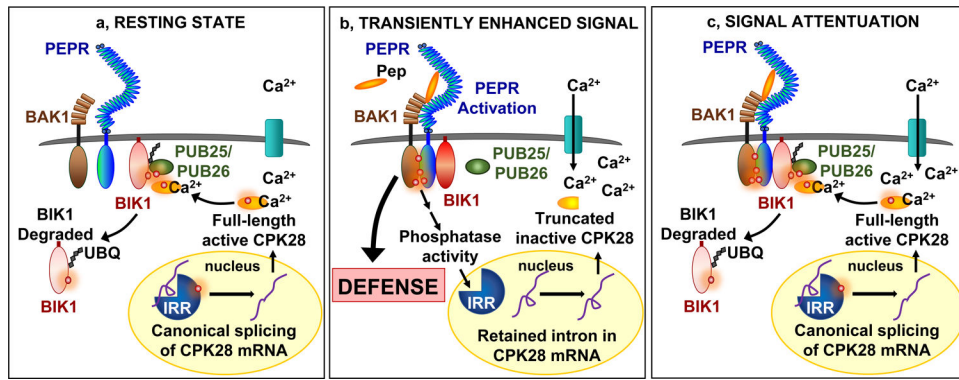 a, RESTING STATE
PEPR
Ca2+
BAK1
PUB25/
PUB26
Ca2+
Ca2+
BIK1
Ca2+
BIK1
Degraded
Full-length
active CPK28
UBQ
nucleus
IRR
BIK1
Canonical splicing
of CPK28 mRNA
b, TRANSIENTLY ENHANCED SIGNAL
PEPR
Pep
Ca2+
PEPR
Activation
BAK1
PUB25/
PUB26
Ca2+
Ca2+
BIK1
Truncated
inactive CPK28
Phosphatase
activity
nucleus
DEFENSE
IRR
Retained intron in
CPK28 mRNA
c, SIGNAL ATTENTUATION
PEPR
Ca2+
BAK1
PUB25/
PUB26
Ca2+
Ca2+
Ca2+
BIK1
Ca2+
BIK1
Degraded
Full-length
active CPK28
UBQ
nucleus
IRR
BIK1
Canonical splicing
of CPK28 mRNA